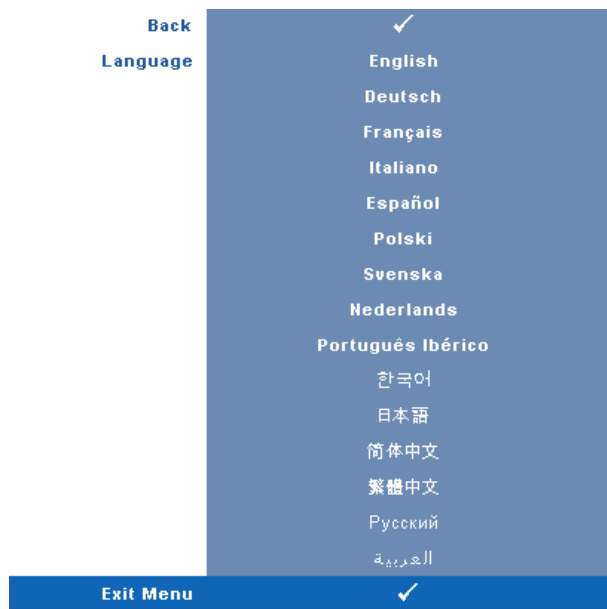 Back ✓
Language English
Deutsch
Français
Italiano
Español
Polski
Svenska
Nederlands
Português Ibérico
한국어
日本語
简体中文
繁體中文
Русский
العربية
Exit Menu ✓